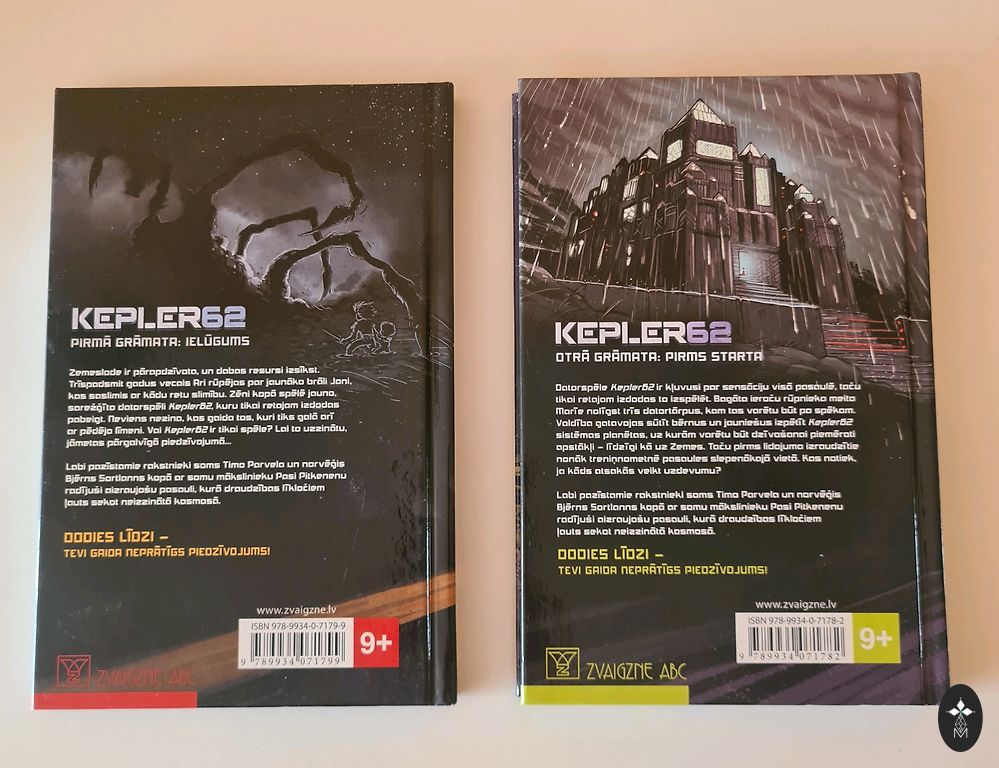 KEPLER62
PIRMĀ GRĀMATA: IELŪGUMS
Zemeslode ir pārapdzīvota, un dabas resursi izsīkst.
Trīspadsmit gadus vecais Ari rūpējas par jaunāko brāli Joni,
kas saslimis ar kādu retu slimību. Zēni kopā spēlē jauno,
sarežģīto datorspēli Kepler62, kuru tikai retajam izdodas
pabeigt. Neviens nezina, kas gaida tos, kuri tiks galā arī
ar pēdējo līmeni. Vai Kepler62 ir tikai spēle? Lai to uzzinātu,
jāmetas pārgalvīgā piedzīvojumā...
Labi pazīstamie rakstnieki soms Timo Parvela un norvēģis
Bjērns Sortlanns kopā ar somu mākslinieku Pasi Pitkenenu
radījuši aizraujošu pasauli, kurā draudzības līkločiem
ļauts sekot neizzinātā kosmosā.
DODIES LĪDZI –
TEVI GAIDA NEPRĀTĪGS PIEDZĪVOJUMS!
www.zvaigzne.lv
ISBN 978-9934-0-7179-9
9 789934 071799
9+
ZVAIGZNE ABC
KEPLER62
OTRĀ GRĀMATA: PIRMS STARTA
Datorspēle Kepler62 ir kļuvusi par sensāciju visā pasaulē, taču
tikai retajam izdodas to izspēlēt. Bagāta ieroču rūpnieka meita
Marīe nolīgst trīs datortārpus, kam tas varētu būt pa spēkam.
Valdība gatavojas sūtīt bērnus un jauniešus izpētīt Kepler62
sistēmas planētas, uz kurām varētu būt dzīvošanai piemēroti
apstākļi – līdzīgi kā uz Zemes. Taču pirms lidojuma izraudzītie
nonāk treniņnometnē pasaules slepenākajā vietā. Kas notiek,
ja kāds atsakās veikt uzdevumu?
Labi pazīstamie rakstnieki soms Timo Parvela un norvēģis
Bjērns Sortlanns kopā ar somu mākslinieku Pasi Pitkenenu
radījuši aizraujošu pasauli, kurā draudzības līkločiem
ļauts sekot neizzinātā kosmosā.
DODIES LĪDZI –
TEVI GAIDA NEPRĀTĪGS PIEDZĪVOJUMS!
www.zvaigzne.lv
ISBN 978-9934-0-7178-2
9 789934 071782
9+
ZVAIGZNE ABC
M